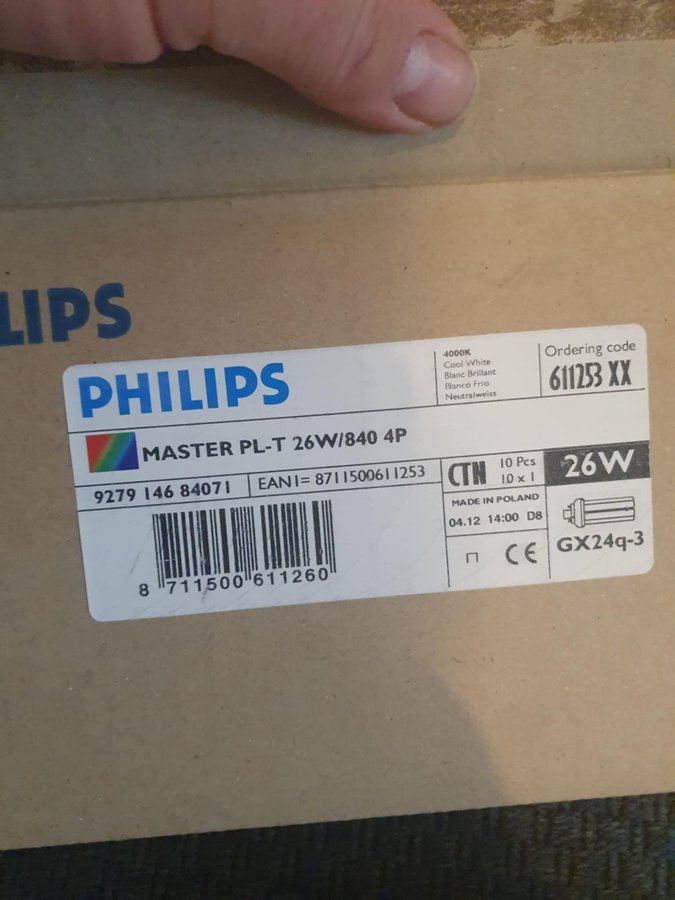 LIPS
PHILIPS
4000K
Cool White
Blanc Brillant
Blanco Frio
Neutralweiss
Ordering code
611253 XX
MASTER PL-T 26W/840 4P
9279 146 84071
EAN1= 8711500611253
CTN
10 Pcs
10 x 1
26W
MADE IN POLAND
04.12 14:00 D8
CE
GX24q-3
8 711500 611260